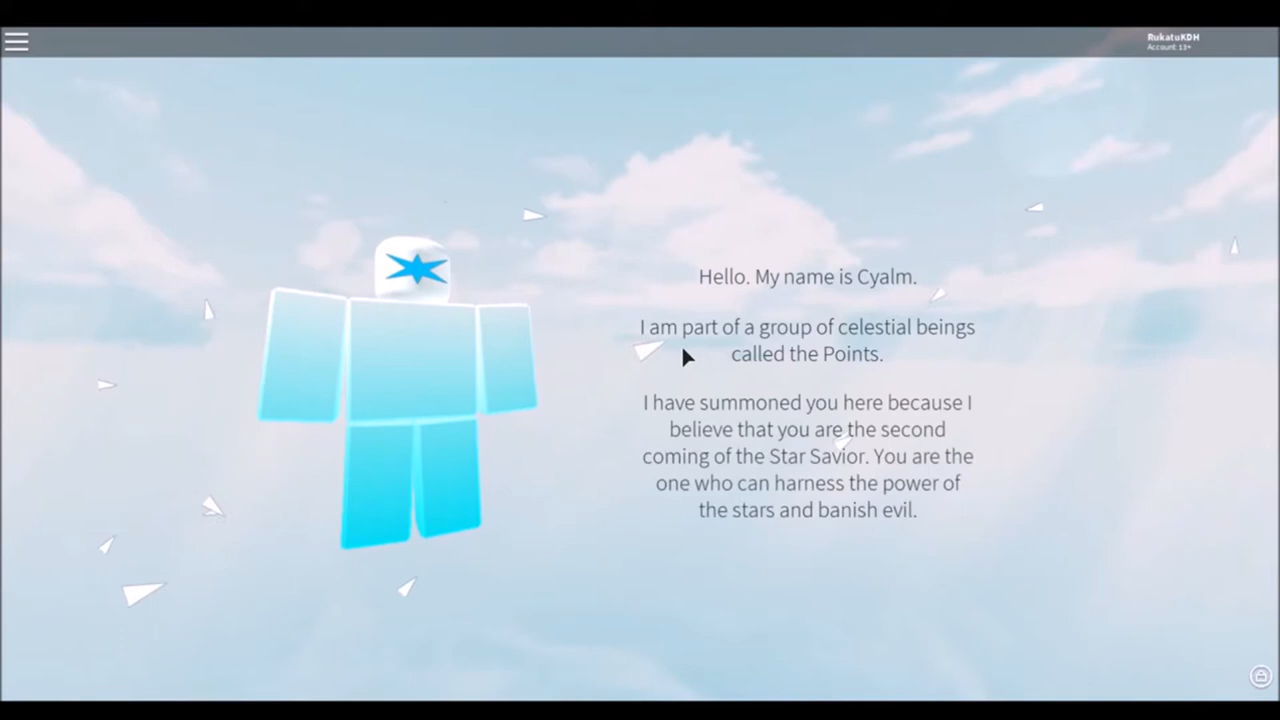 RukatuKDH
Account: 13+
Hello. My name is Cyalm.
I am part of a group of celestial beings
called the Points.
I have summoned you here because I
believe that you are the second
coming of the Star Savior. You are the
one who can harness the power of
the stars and banish evil.